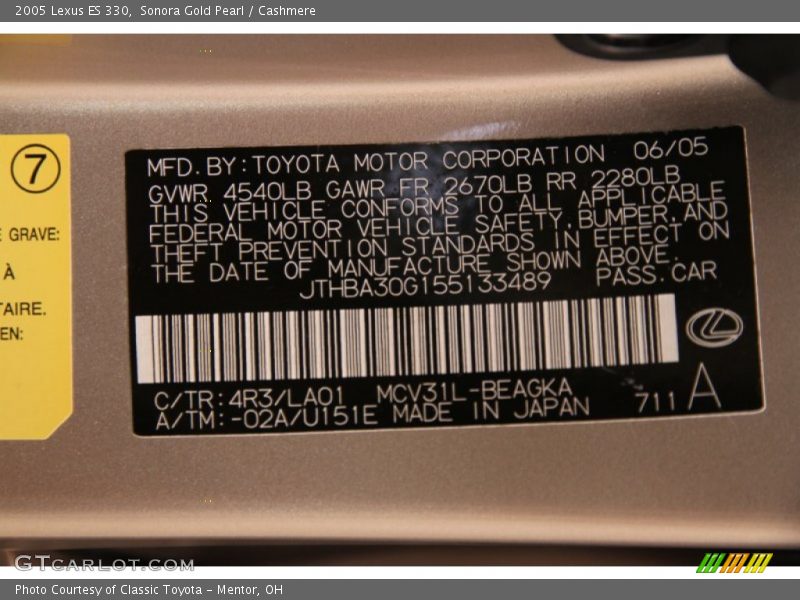 2005 Lexus ES 330, Sonora Gold Pearl / Cashmere
7
E GRAVE:
À
TAIRE.
EN:
MFD. BY:TOYOTA MOTOR CORPORATION 06/05
GVWR 4540LB GAWR FR 2670LB RR 2280LB
THIS VEHICLE CONFORMS TO ALL APPLICABLE
FEDERAL MOTOR VEHICLE SAFETY, BUMPER, AND
THEFT PREVENTION STANDARDS IN EFFECT ON
THE DATE OF MANUFACTURE SHOWN ABOVE.
JTHBA30G155133489 PASS. CAR
C/TR: 4R3/LA01 MCV31L-BEAGKA
A/TM:-02A/U151E MADE IN JAPAN 711 A
GTCARLOT.COM
Photo Courtesy of Classic Toyota - Mentor, OH